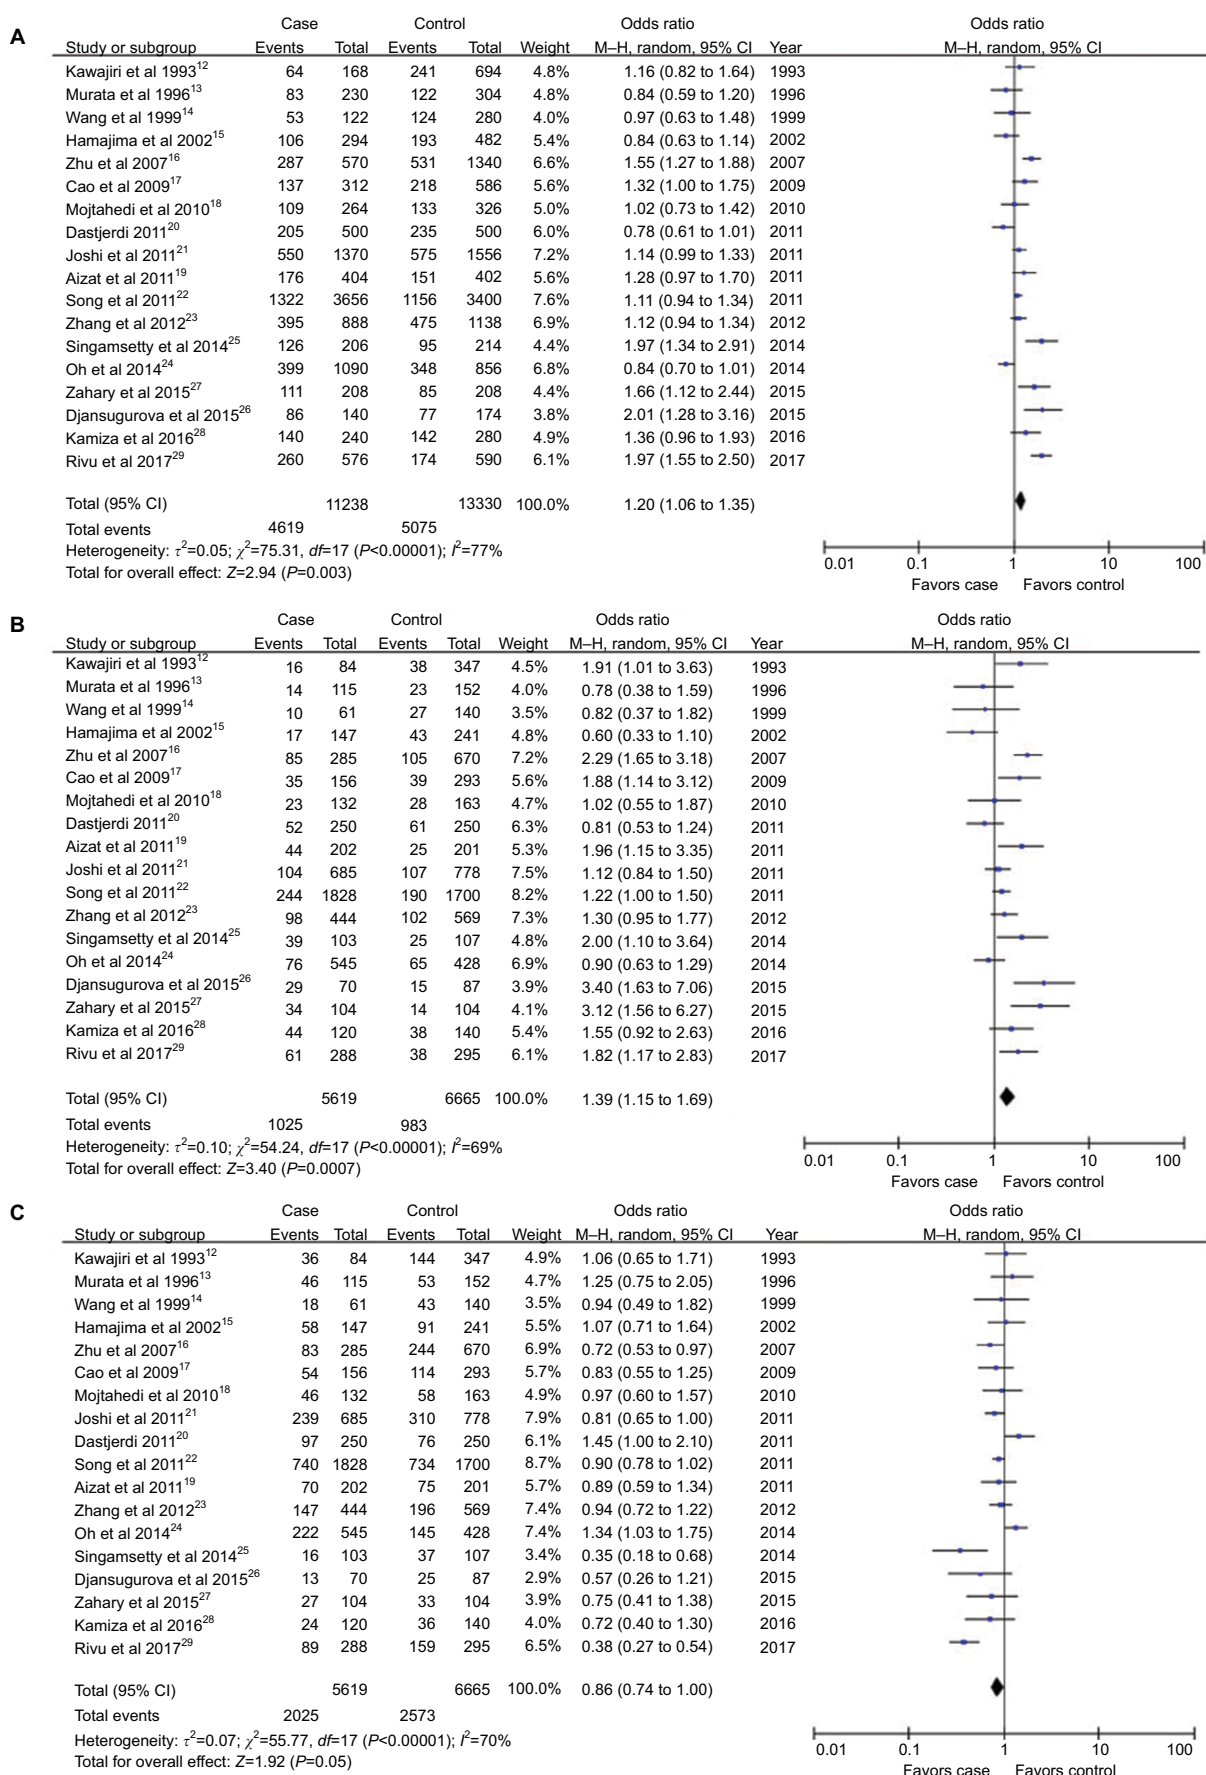 A
Case Control Odds ratio Odds ratio
Study or subgroup Events Total Events Total Weight M–H, random, 95% CI Year M–H, random, 95% CI
Kawajiri et al 1993¹² 64 168 241 694 4.8% 1.16 (0.82 to 1.64) 1993
Murata et al 1996¹³ 83 230 122 304 4.8% 0.84 (0.59 to 1.20) 1996
Wang et al 1999¹⁴ 53 122 124 280 4.0% 0.97 (0.63 to 1.48) 1999
Hamajima et al 2002¹⁵ 106 294 193 482 5.4% 0.84 (0.63 to 1.14) 2002
Zhu et al 2007¹⁶ 287 570 531 1340 6.6% 1.55 (1.27 to 1.88) 2007
Cao et al 2009¹⁷ 137 312 218 586 5.6% 1.32 (1.00 to 1.75) 2009
Mojtahedi et al 2010¹⁸ 109 264 133 326 5.0% 1.02 (0.73 to 1.42) 2010
Dastjerdi 2011²⁰ 205 500 235 500 6.0% 0.78 (0.61 to 1.01) 2011
Joshi et al 2011²¹ 550 1370 575 1556 7.2% 1.14 (0.99 to 1.33) 2011
Aizat et al 2011¹⁹ 176 404 151 402 5.6% 1.28 (0.97 to 1.70) 2011
Song et al 2011²² 1322 3656 1156 3400 7.6% 1.11 (0.94 to 1.34) 2011
Zhang et al 2012²³ 395 888 475 1138 6.9% 1.12 (0.94 to 1.34) 2012
Singamsetty et al 2014²⁵ 126 206 95 214 4.4% 1.97 (1.34 to 2.91) 2014
Oh et al 2014²⁴ 399 1090 348 856 6.8% 0.84 (0.70 to 1.01) 2014
Zahary et al 2015²⁷ 111 208 85 208 4.4% 1.66 (1.12 to 2.44) 2015
Djansugurova et al 2015²⁶ 86 140 77 174 3.8% 2.01 (1.28 to 3.16) 2015
Kamiza et al 2016²⁸ 140 240 142 280 4.9% 1.36 (0.96 to 1.93) 2016
Rivu et al 2017²⁹ 260 576 174 590 6.1% 1.97 (1.55 to 2.50) 2017
Total (95% CI) 11238 13330 100.0% 1.20 (1.06 to 1.35)
Total events 4619 5075
Heterogeneity: τ²=0.05; χ²=75.31, df=17 (P<0.00001); I²=77%
Total for overall effect: Z=2.94 (P=0.003)
0.01 0.1 1 10 100
Favors case Favors control
B
Case Control Odds ratio Odds ratio
Study or subgroup Events Total Events Total Weight M–H, random, 95% CI Year M–H, random, 95% CI
Kawajiri et al 1993¹² 16 84 38 347 4.5% 1.91 (1.01 to 3.63) 1993
Murata et al 1996¹³ 14 115 23 152 4.0% 0.78 (0.38 to 1.59) 1996
Wang et al 1999¹⁴ 10 61 27 140 3.5% 0.82 (0.37 to 1.82) 1999
Hamajima et al 2002¹⁵ 17 147 43 241 4.8% 0.60 (0.33 to 1.10) 2002
Zhu et al 2007¹⁶ 85 285 105 670 7.2% 2.29 (1.65 to 3.18) 2007
Cao et al 2009¹⁷ 35 156 39 293 5.6% 1.88 (1.14 to 3.12) 2009
Mojtahedi et al 2010¹⁸ 23 132 28 163 4.7% 1.02 (0.55 to 1.87) 2010
Dastjerdi 2011²⁰ 52 250 61 250 6.3% 0.81 (0.53 to 1.24) 2011
Aizat et al 2011¹⁹ 44 202 25 201 5.3% 1.96 (1.15 to 3.35) 2011
Joshi et al 2011²¹ 104 685 107 778 7.5% 1.12 (0.84 to 1.50) 2011
Song et al 2011²² 244 1828 190 1700 8.2% 1.22 (1.00 to 1.50) 2011
Zhang et al 2012²³ 98 444 102 569 7.3% 1.30 (0.95 to 1.77) 2012
Singamsetty et al 2014²⁵ 39 103 25 107 4.8% 2.00 (1.10 to 3.64) 2014
Oh et al 2014²⁴ 76 545 65 428 6.9% 0.90 (0.63 to 1.29) 2014
Djansugurova et al 2015²⁶ 29 70 15 87 3.9% 3.40 (1.63 to 7.06) 2015
Zahary et al 2015²⁷ 34 104 14 104 4.1% 3.12 (1.56 to 6.27) 2015
Kamiza et al 2016²⁸ 44 120 38 140 5.4% 1.55 (0.92 to 2.63) 2016
Rivu et al 2017²⁹ 61 288 38 295 6.1% 1.82 (1.17 to 2.83) 2017
Total (95% CI) 5619 6665 100.0% 1.39 (1.15 to 1.69)
Total events 1025 983
Heterogeneity: τ²=0.10; χ²=54.24, df=17 (P<0.00001); I²=69%
Total for overall effect: Z=3.40 (P=0.0007)
0.01 0.1 1 10 100
Favors case Favors control
C
Case Control Odds ratio Odds ratio
Study or subgroup Events Total Events Total Weight M–H, random, 95% CI Year M–H, random, 95% CI
Kawajiri et al 1993¹² 36 84 144 347 4.9% 1.06 (0.65 to 1.71) 1993
Murata et al 1996¹³ 46 115 53 152 4.7% 1.25 (0.75 to 2.05) 1996
Wang et al 1999¹⁴ 18 61 43 140 3.5% 0.94 (0.49 to 1.82) 1999
Hamajima et al 2002¹⁵ 58 147 91 241 5.5% 1.07 (0.71 to 1.64) 2002
Zhu et al 2007¹⁶ 83 285 244 670 6.9% 0.72 (0.53 to 0.97) 2007
Cao et al 2009¹⁷ 54 156 114 293 5.7% 0.83 (0.55 to 1.25) 2009
Mojtahedi et al 2010¹⁸ 46 132 58 163 4.9% 0.97 (0.60 to 1.57) 2010
Joshi et al 2011²¹ 239 685 310 778 7.9% 0.81 (0.65 to 1.00) 2011
Dastjerdi 2011²⁰ 97 250 76 250 6.1% 1.45 (1.00 to 2.10) 2011
Song et al 2011²² 740 1828 734 1700 8.7% 0.90 (0.78 to 1.02) 2011
Aizat et al 2011¹⁹ 70 202 75 201 5.7% 0.89 (0.59 to 1.34) 2011
Zhang et al 2012²³ 147 444 196 569 7.4% 0.94 (0.72 to 1.22) 2012
Oh et al 2014²⁴ 222 545 145 428 7.4% 1.34 (1.03 to 1.75) 2014
Singamsetty et al 2014²⁵ 16 103 37 107 3.4% 0.35 (0.18 to 0.68) 2014
Djansugurova et al 2015²⁶ 13 70 25 87 2.9% 0.57 (0.26 to 1.21) 2015
Zahary et al 2015²⁷ 27 104 33 104 3.9% 0.75 (0.41 to 1.38) 2015
Kamiza et al 2016²⁸ 24 120 36 140 4.0% 0.72 (0.40 to 1.30) 2016
Rivu et al 2017²⁹ 89 288 159 295 6.5% 0.38 (0.27 to 0.54) 2017
Total (95% CI) 5619 6665 100.0% 0.86 (0.74 to 1.00)
Total events 2025 2573
Heterogeneity: τ²=0.07; χ²=55.77, df=17 (P<0.00001); I²=70%
Total for overall effect: Z=1.92 (P=0.05)
0.01 0.1 1 10 100
Favors case Favors control